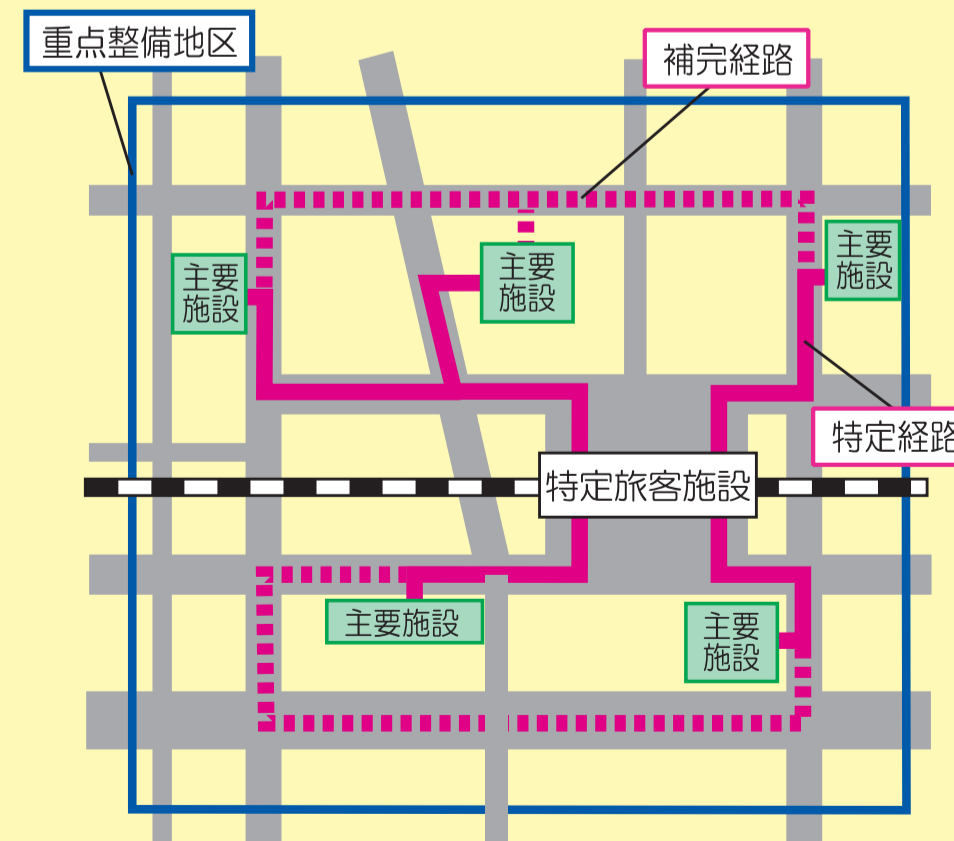 重点整備地区
補完経路
主要
施設
主要
施設
主要
施設
特定経路
特定旅客施設
主要施設
主要
施設